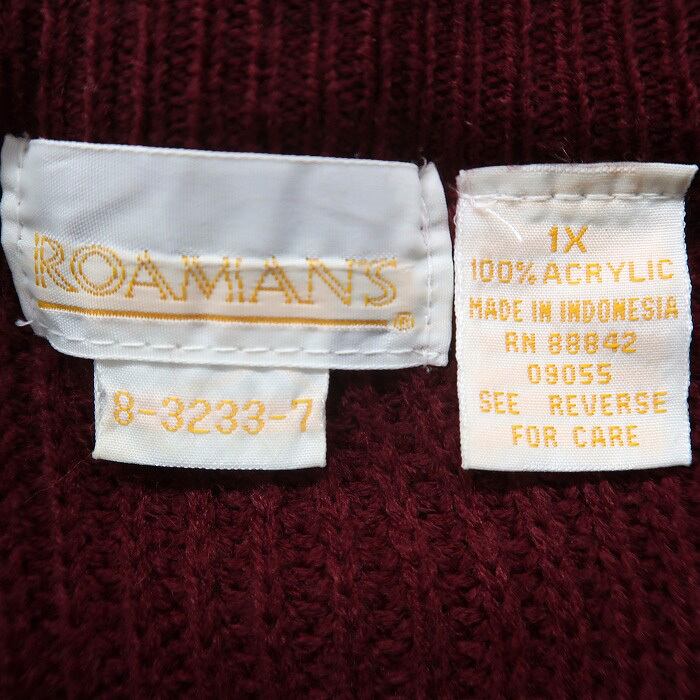 ROAMAN'S
®
8-3233-7
1X
100% ACRYLIC
MADE IN INDONESIA
RN 88842
09055
SEE REVERSE
FOR CARE